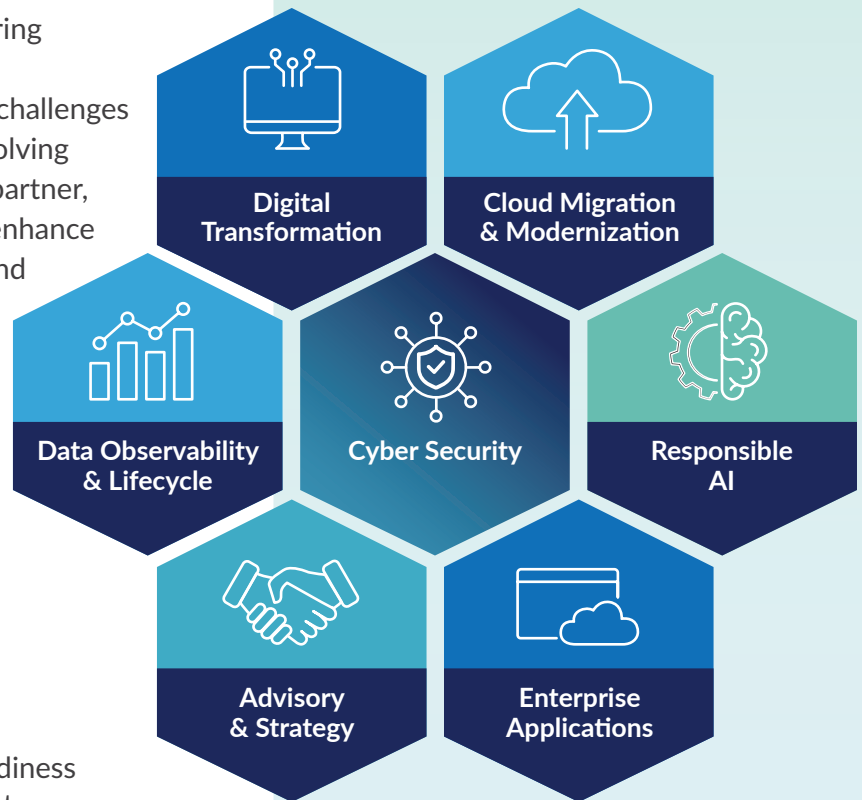 ring
challenges
olving
partner,
enhance
nd
Digital
Transformation
Cloud Migration
& Modernization
Data Observability
& Lifecycle
Cyber Security
Responsible
AI
Advisory
& Strategy
Enterprise
Applications
diness